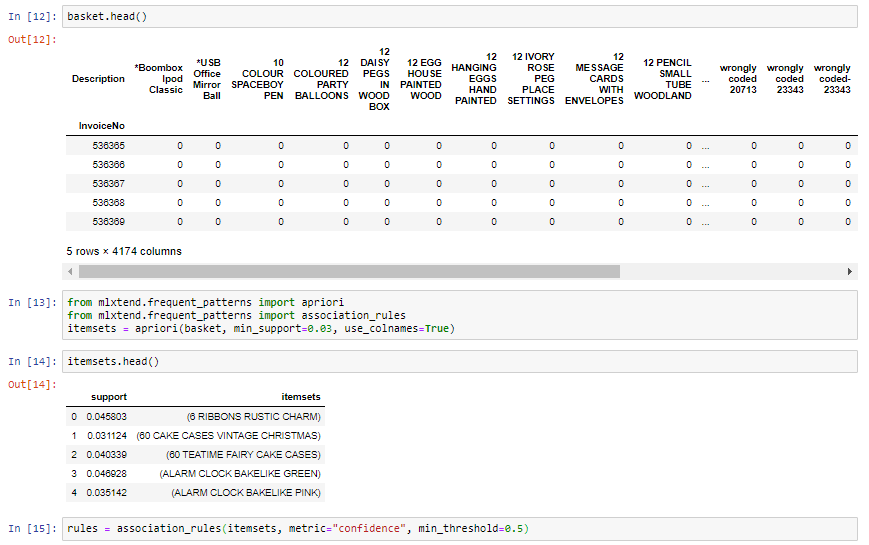 In [12]: basket.head()
Out[12]:
Description *Boombox Ipod Classic *USB Office Mirror Ball 10 COLOUR SPACEBOY PEN 12 COLOURED PARTY BALLOONS 12 DAISY PEGS IN WOOD BOX 12 EGG HOUSE PAINTED WOOD 12 HANGING EGGS HAND PAINTED 12 IVORY ROSE PEG PLACE SETTINGS 12 MESSAGE CARDS WITH ENVELOPES 12 PENCIL SMALL TUBE WOODLAND ... wrongly coded 20713 wrongly coded 23343 wrongly coded-23343
InvoiceNo
536365 0 0 0 0 0 0 0 0 0 0 ... 0 0 0
536366 0 0 0 0 0 0 0 0 0 0 ... 0 0 0
536367 0 0 0 0 0 0 0 0 0 0 ... 0 0 0
536368 0 0 0 0 0 0 0 0 0 0 ... 0 0 0
536369 0 0 0 0 0 0 0 0 0 0 ... 0 0 0
5 rows × 4174 columns
In [13]: from mlxtend.frequent_patterns import apriori
from mlxtend.frequent_patterns import association_rules
itemsets = apriori(basket, min_support=0.03, use_colnames=True)
In [14]: itemsets.head()
Out[14]:
support itemsets
0 0.045803 (6 RIBBONS RUSTIC CHARM)
1 0.031124 (60 CAKE CASES VINTAGE CHRISTMAS)
2 0.040339 (60 TEATIME FAIRY CAKE CASES)
3 0.046928 (ALARM CLOCK BAKELIKE GREEN)
4 0.035142 (ALARM CLOCK BAKELIKE PINK)
In [15]: rules = association_rules(itemsets, metric="confidence", min_threshold=0.5)